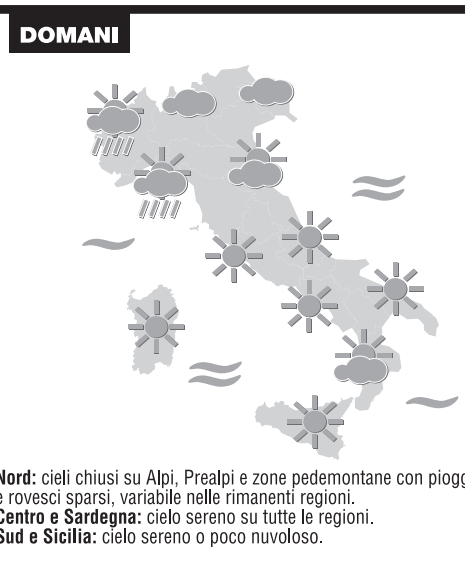 DOMANI
Nord: cieli chiusi su Alpi, Prealpi e zone pedemontane con piogg
e rovesci sparsi, variabile nelle rimanenti regioni.
Centro e Sardegna: cielo sereno su tutte le regioni.
Sud e Sicilia: cielo sereno o poco nuvoloso.